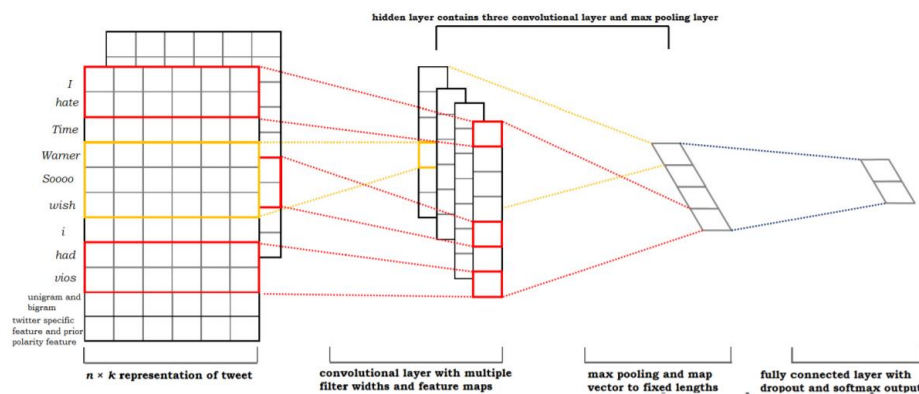 hidden layer contains three convolutional layer and max pooling layer
I
hate
Time
Warner
Soooo
wish
i
had
vios
unigram and
bigram
twitter specific
feature and prior
polarity feature
n × k representation of tweet
convolutional layer with multiple
filter widths and feature maps
max pooling and map
vector to fixed lengths
fully connected layer with
dropout and softmax output